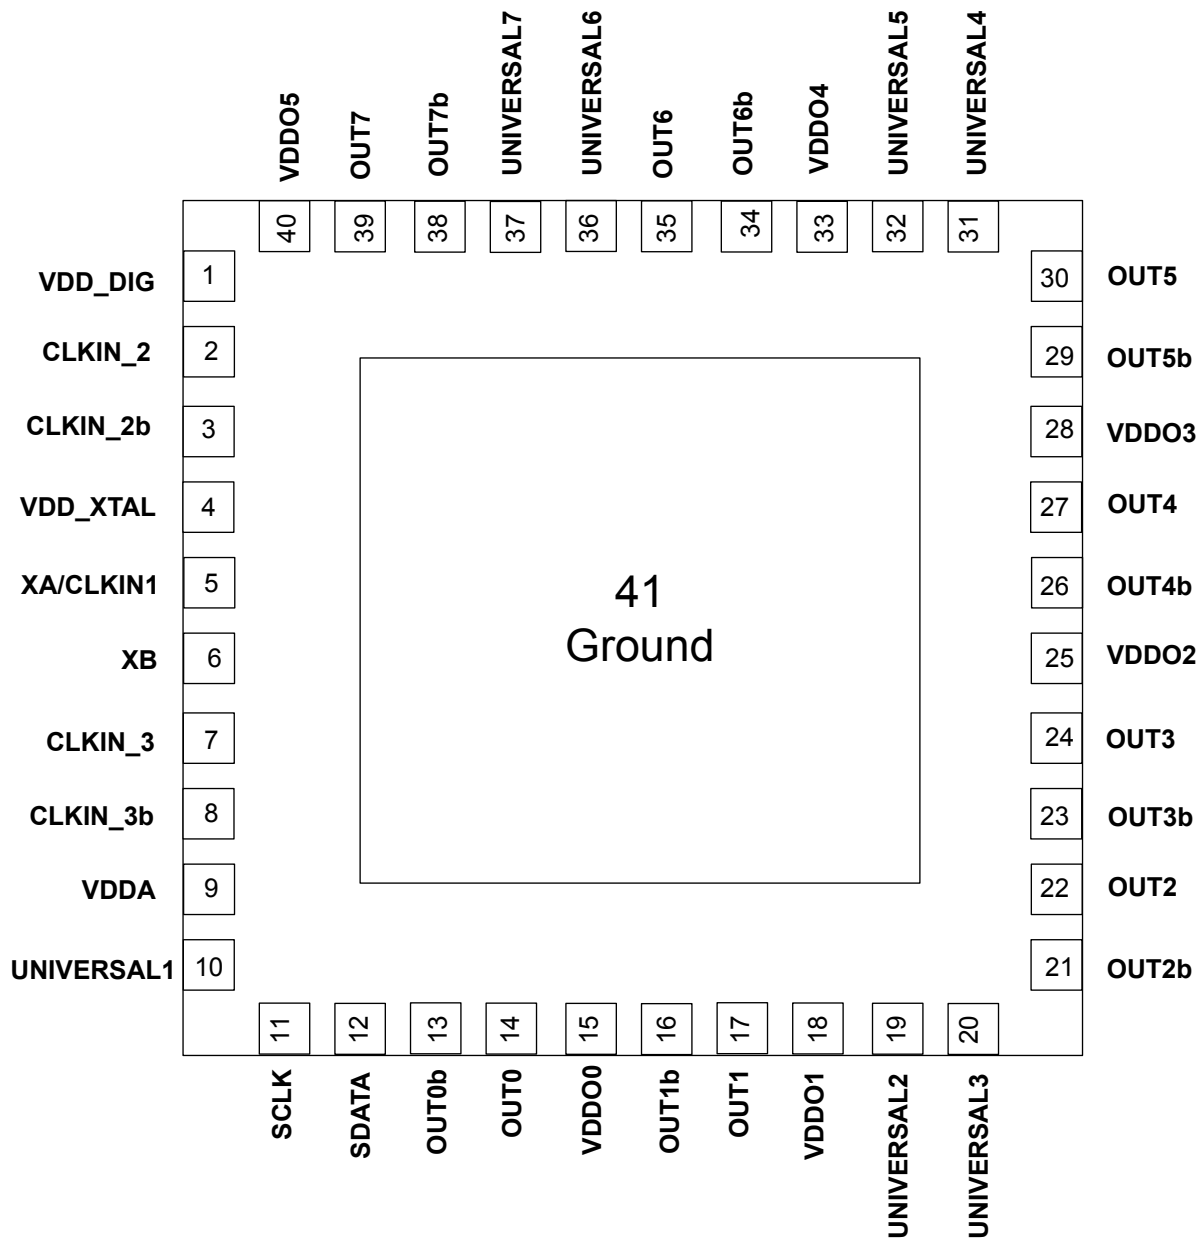 VDDO5
OUT7
OUT7b
UNIVERSAL7
UNIVERSAL6
OUT6
OUT6b
VDDO4
UNIVERSAL5
UNIVERSAL4
40
39
38
37
36
35
34
33
32
31
VDD_DIG 1
CLKIN_2 2
CLKIN_2b 3
VDD_XTAL 4
XA/CLKIN1 5
XB 6
CLKIN_3 7
CLKIN_3b 8
VDDA 9
UNIVERSAL1 10
41
Ground
30 OUT5
29 OUT5b
28 VDDO3
27 OUT4
26 OUT4b
25 VDDO2
24 OUT3
23 OUT3b
22 OUT2
21 OUT2b
11
12
13
14
15
16
17
18
19
20
SCLK
SDATA
OUT0b
OUT0
VDDO0
OUT1b
OUT1
VDDO1
UNIVERSAL2
UNIVERSAL3